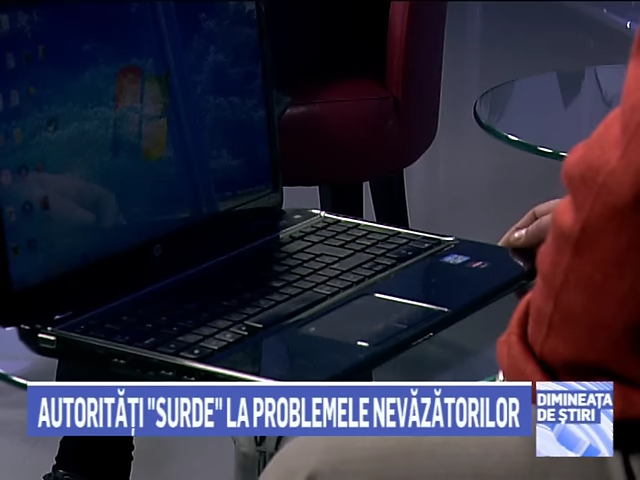 AUTORITĂȚI "SURDE" LA PROBLEMELE NEVĂZĂTORILOR
DIMINEAȚA
DE ȘTIRI